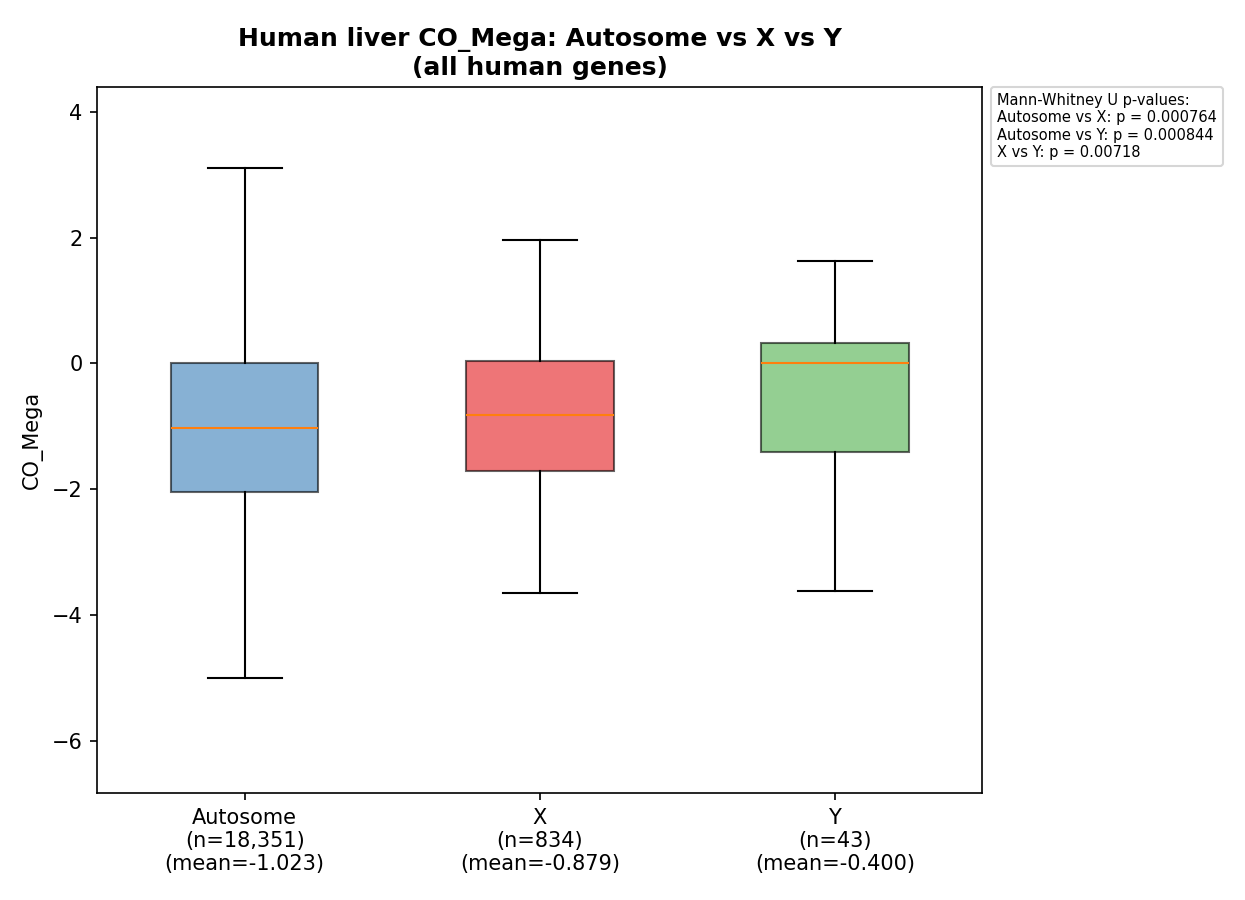 Human liver CO_Mega: Autosome vs X vs Y
(all human genes)
Mann-Whitney U p-values:
Autosome vs X: p = 0.000764
Autosome vs Y: p = 0.000844
X vs Y: p = 0.00718
CO_Mega
4
2
0
−2
−4
−6
Autosome
(n=18,351)
(mean=-1.023)
X
(n=834)
(mean=-0.879)
Y
(n=43)
(mean=-0.400)